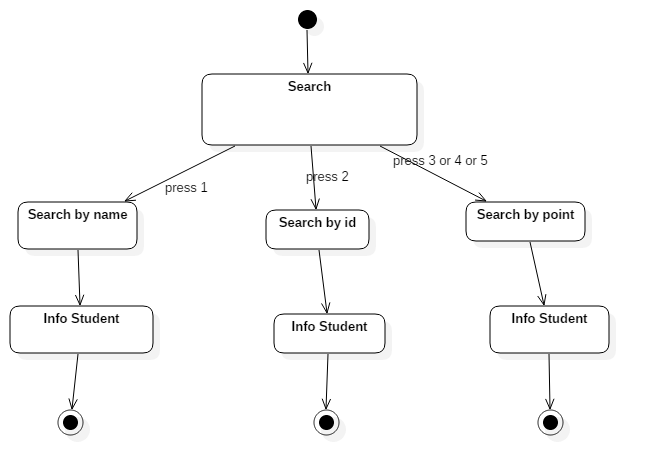 Search
press 3 or 4 or 5
press 2
press 1
Search by name
Search by id
Search by point
Info Student
Info Student
Info Student